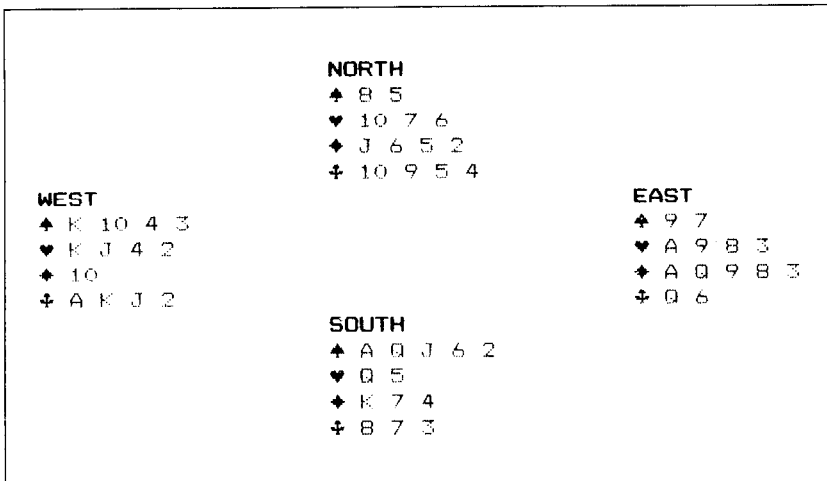 NORTH
♠ 8 5
♥ 10 7 6
♦ J 6 5 2
♣ 10 9 5 4
WEST
♠ K 10 4 3
♥ K J 4 2
♦ 10
♣ A K J 2
EAST
♠ 9 7
♥ A 9 8 3
♦ A Q 9 8 3
♣ Q 6
SOUTH
♠ A Q J 6 2
♥ Q 5
♦ K 7 4
♣ 8 7 3